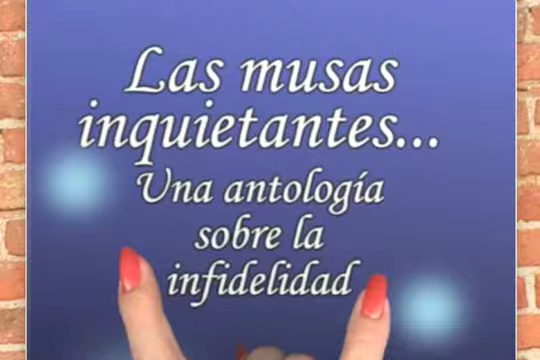 Las musas
inquietantes...
Una antología
sobre la
infidelidad